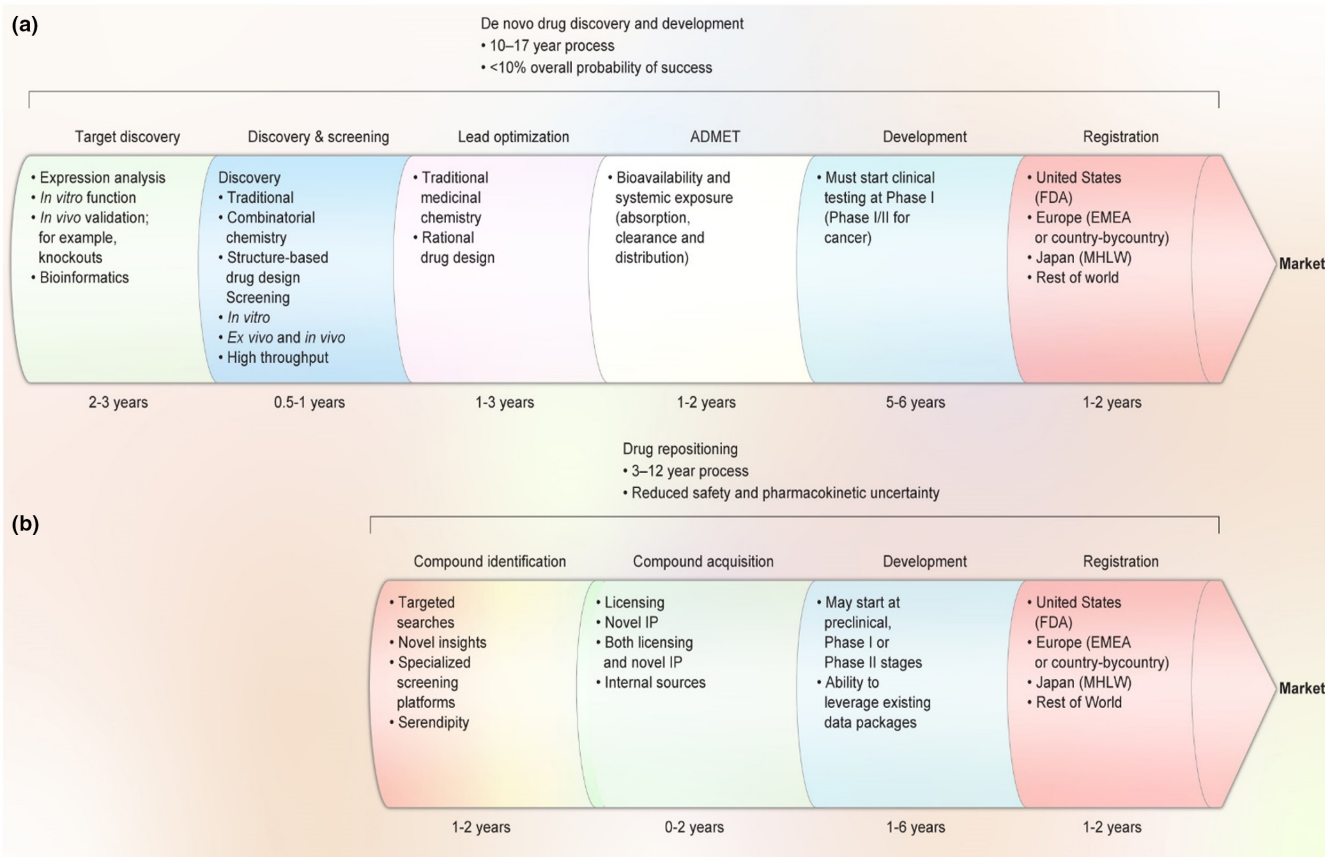 (a)
De novo drug discovery and development
• 10–17 year process
• <10% overall probability of success
Target discovery
Discovery & screening
Lead optimization
ADMET
Development
Registration
• Expression analysis
• In vitro function
• In vivo validation;
for example,
knockouts
• Bioinformatics
Discovery
• Traditional
• Combinatorial
chemistry
• Structure-based
drug design
Screening
• In vitro
• Ex vivo and in vivo
• High throughput
• Traditional
medicinal
chemistry
• Rational
drug design
• Bioavailability and
systemic exposure
(absorption,
clearance and
distribution)
• Must start clinical
testing at Phase I
(Phase I/II for
cancer)
• United States
(FDA)
• Europe (EMEA
or country-bycountry)
• Japan (MHLW)
• Rest of world
Market
2-3 years
0.5-1 years
1-3 years
1-2 years
5-6 years
1-2 years
Drug repositioning
• 3–12 year process
• Reduced safety and pharmacokinetic uncertainty
(b)
Compound identification
Compound acquisition
Development
Registration
• Targeted
searches
• Novel insights
• Specialized
screening
platforms
• Serendipity
• Licensing
• Novel IP
• Both licensing
and novel IP
• Internal sources
• May start at
preclinical,
Phase I or
Phase II stages
• Ability to
leverage existing
data packages
• United States
(FDA)
• Europe (EMEA
or country-bycountry)
• Japan (MHLW)
• Rest of World
Market
1-2 years
0-2 years
1-6 years
1-2 years